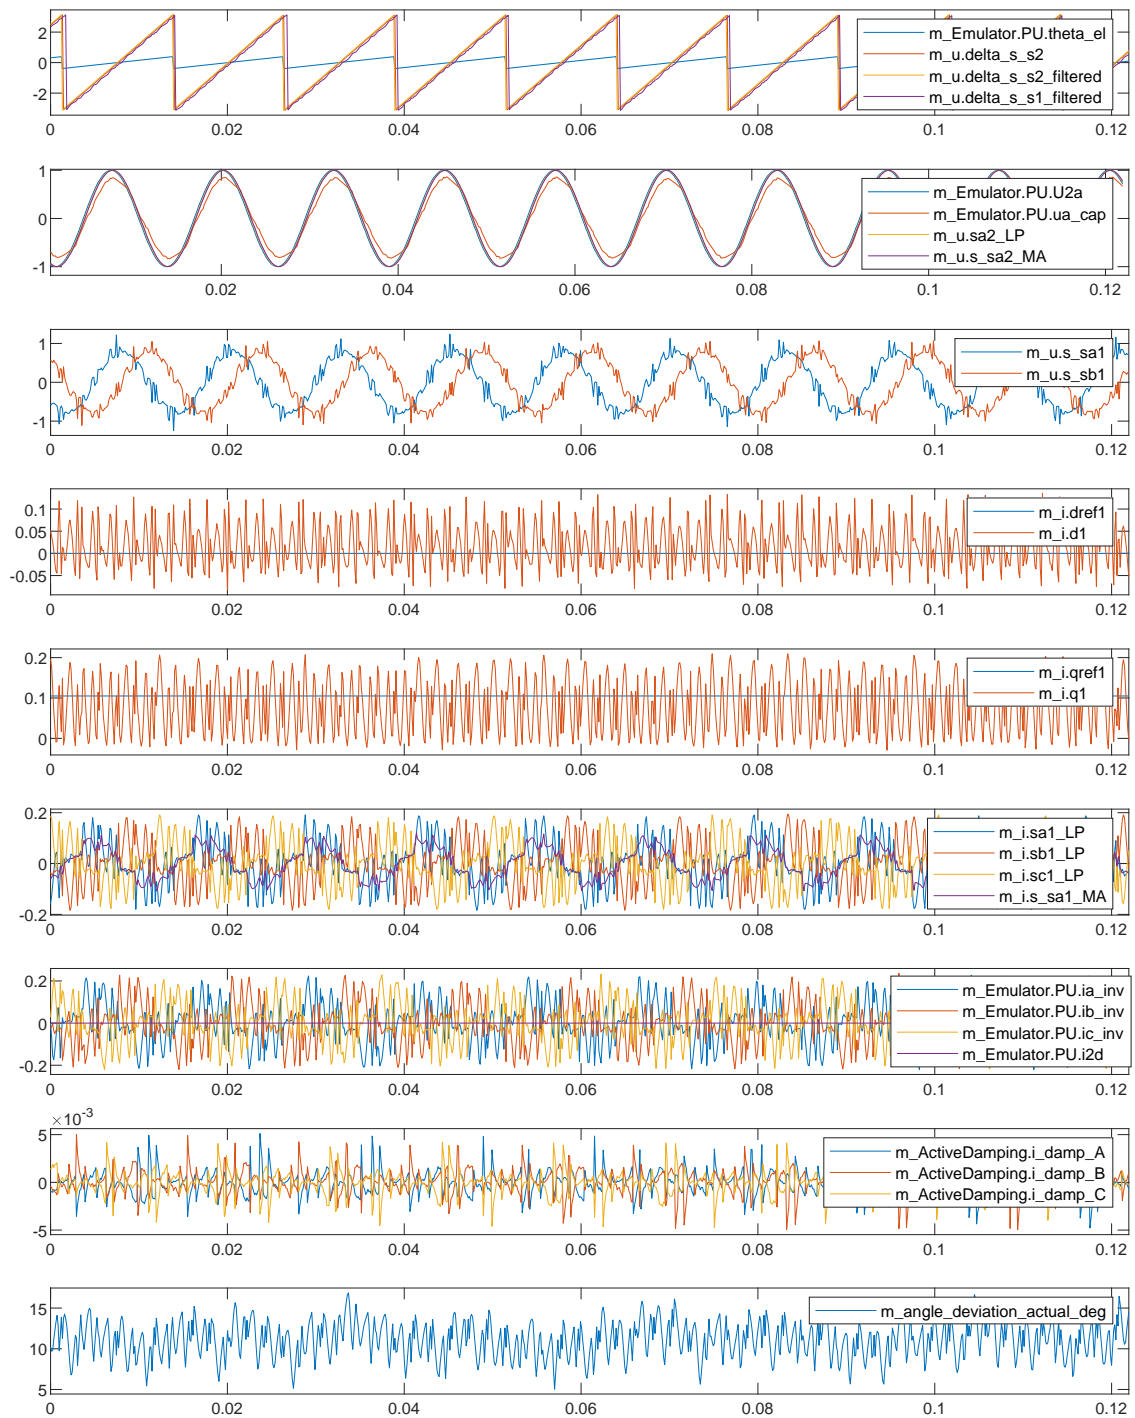 2
0
-2
m_Emulator.PU.theta_el
m_u.delta_s_s2
m_u.delta_s_s2_filtered
m_u.delta_s_s1_filtered
0 0.02 0.04 0.06 0.08 0.1 0.12
1
0
-1
m_Emulator.PU.U2a
m_Emulator.PU.ua_cap
m_u.sa2_LP
m_u.s_sa2_MA
0.02 0.04 0.06 0.08 0.1 0.12
1
0
-1
m_u.s_sa1
m_u.s_sb1
0 0.02 0.04 0.06 0.08 0.1 0.12
0.1
0.05
0
-0.05
m_i.dref1
m_i.d1
0 0.02 0.04 0.06 0.08 0.1 0.12
0.2
0.1
0
m_i.qref1
m_i.q1
0 0.02 0.04 0.06 0.08 0.1 0.12
0.2
0
-0.2
m_i.sa1_LP
m_i.sb1_LP
m_i.sc1_LP
m_i.s_sa1_MA
0 0.02 0.04 0.06 0.08 0.1 0.12
0.2
0
-0.2
m_Emulator.PU.ia_inv
m_Emulator.PU.ib_inv
m_Emulator.PU.ic_inv
m_Emulator.PU.i2d
0 0.02 0.04 0.06 0.08 0.1 0.12
×10⁻³
5
0
-5
m_ActiveDamping.i_damp_A
m_ActiveDamping.i_damp_B
m_ActiveDamping.i_damp_C
0 0.02 0.04 0.06 0.08 0.1 0.12
15
10
5
m_angle_deviation_actual_deg
0 0.02 0.04 0.06 0.08 0.1 0.12